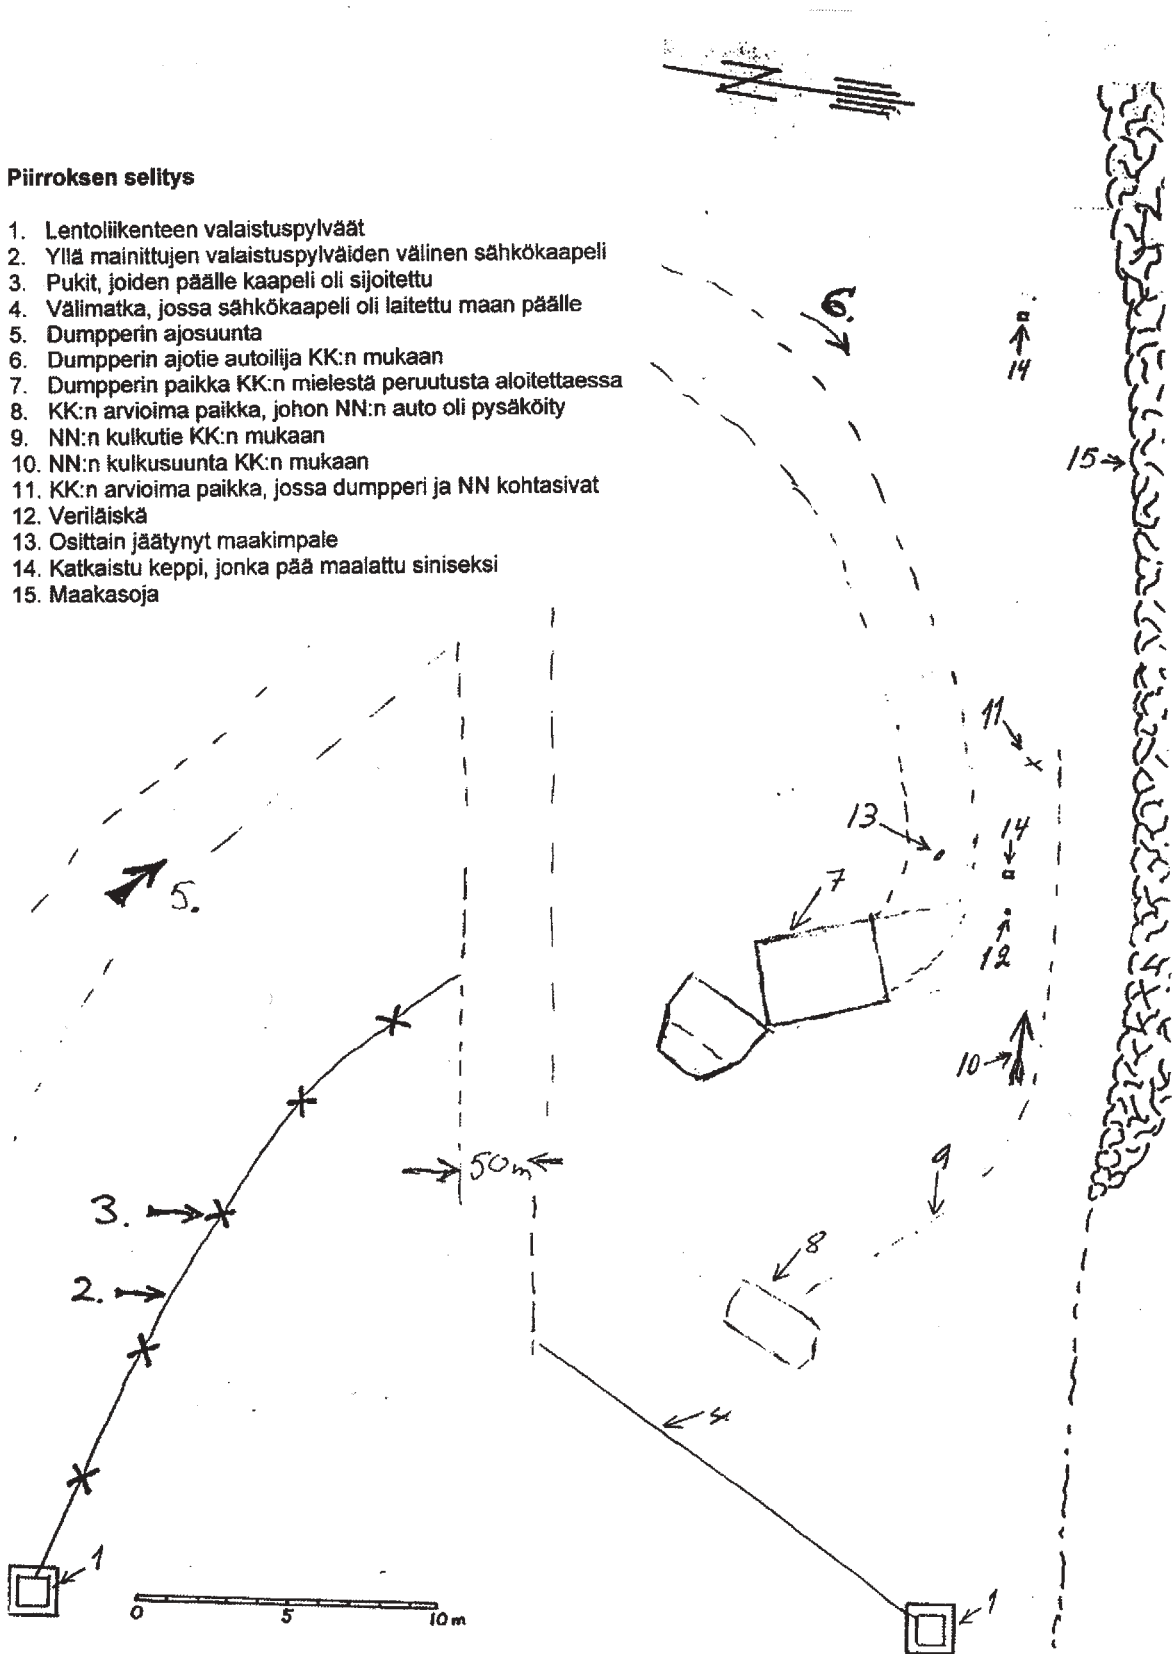 Piirroksen selitys
1. Lentoliikenteen valaistuspylväät
2. Yllä mainittujen valaistuspylväiden välinen sähkökaapeli
3. Pukit, joiden päälle kaapeli oli sijoitettu
4. Välimatka, jossa sähkökaapeli oli laitettu maan päälle
5. Dumpperin ajosuunta
6. Dumpperin ajotie autoilija KK:n mukaan
7. Dumpperin paikka KK:n mielestä peruutusta aloitettaessa
8. KK:n arvioima paikka, johon NN:n auto oli pysäköity
9. NN:n kulkutie KK:n mukaan
10. NN:n kulkusuunta KK:n mukaan
11. KK:n arvioima paikka, jossa dumpperi ja NN kohtasivat
12. Veriläiskä
13. Osittain jäätynyt maakimpale
14. Katkaistu keppi, jonka pää maalattu siniseksi
15. Maakasoja
N
6.
14
15
11
13
14
7
5.
12
10
50m
9
3.
8
2.
4
1
0 5 10 m
1